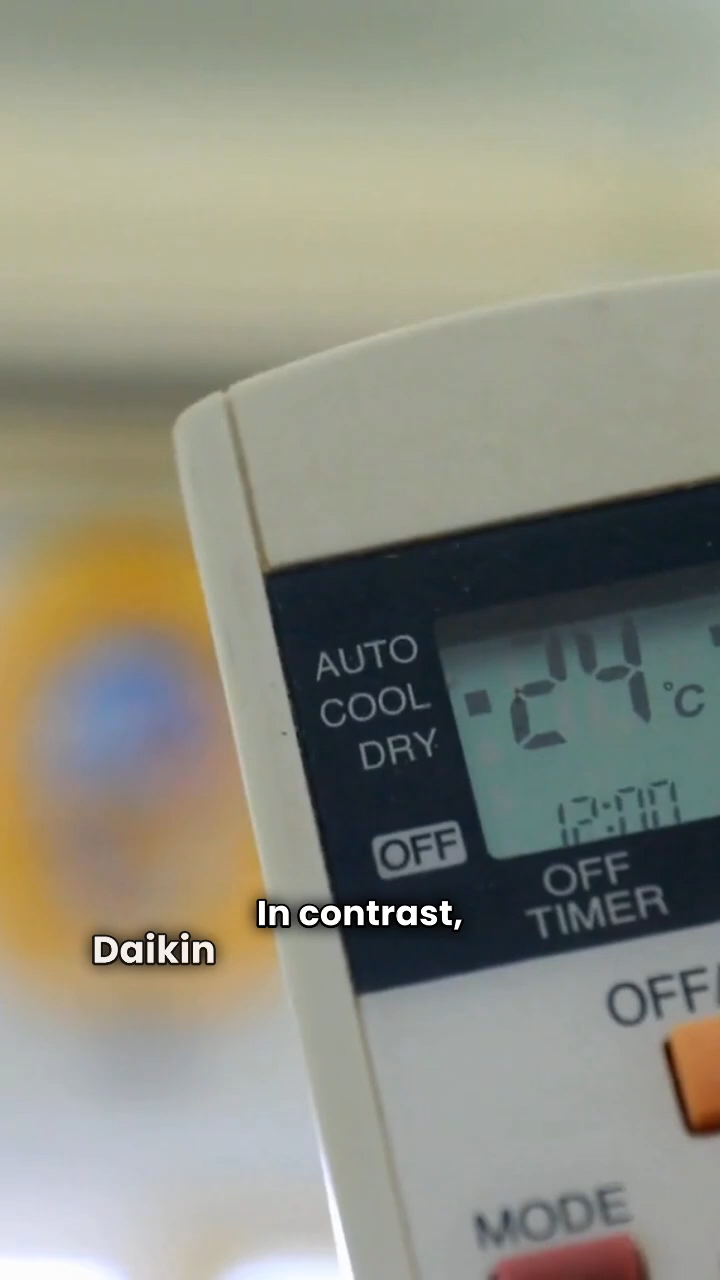 AUTO
COOL
DRY
OFF
24 °C
12:00
OFF
TIMER
OFF/
MODE
In contrast,
Daikin